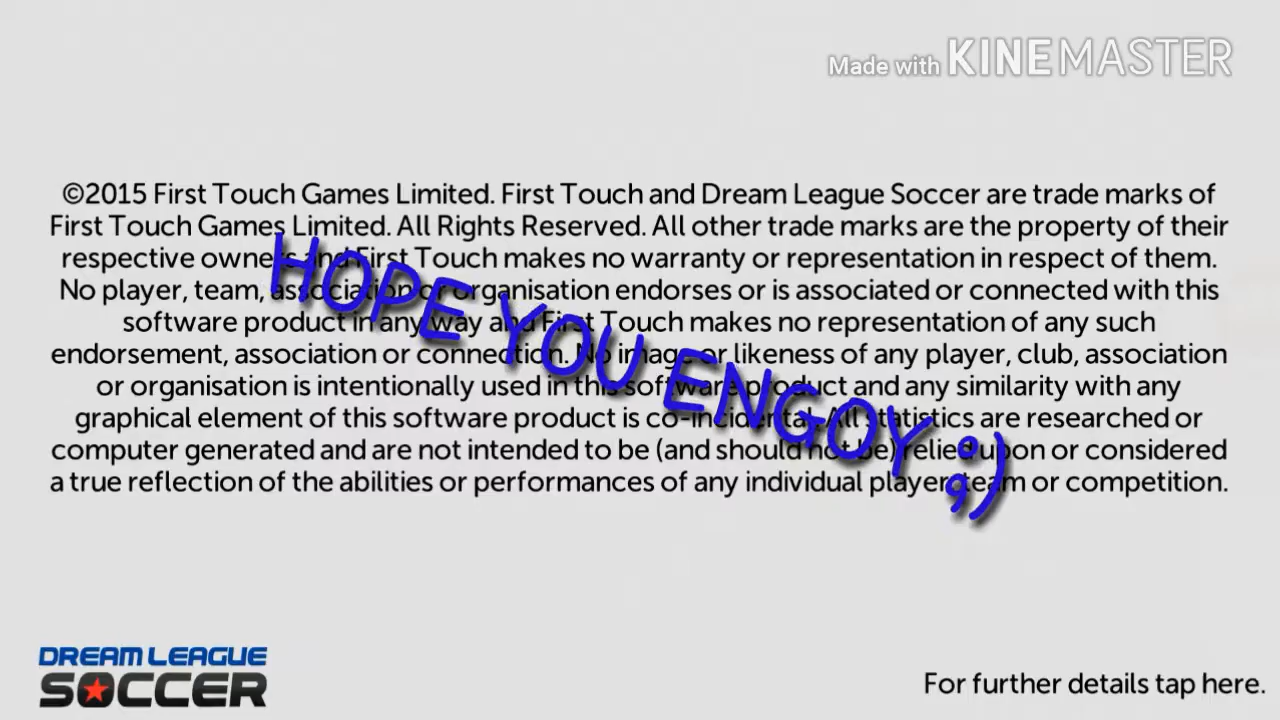 Made with KINEMASTER
©2015 First Touch Games Limited. First Touch and Dream League Soccer are trade marks of
First Touch Games Limited. All Rights Reserved. All other trade marks are the property of their
respective owners and First Touch makes no warranty or representation in respect of them.
No player, team, association or organisation endorses or is associated or connected with this
software product in any way and First Touch makes no representation of any such
endorsement, association or connection. No image or likeness of any player, club, association
or organisation is intentionally used in this software product and any similarity with any
graphical element of this software product is co-incidental. All statistics are researched or
computer generated and are not intended to be (and should not be) relied upon or considered
a true reflection of the abilities or performances of any individual player, team or competition.
HOPE YOU ENGOY ;)
DREAM LEAGUE
SOCCER
For further details tap here.